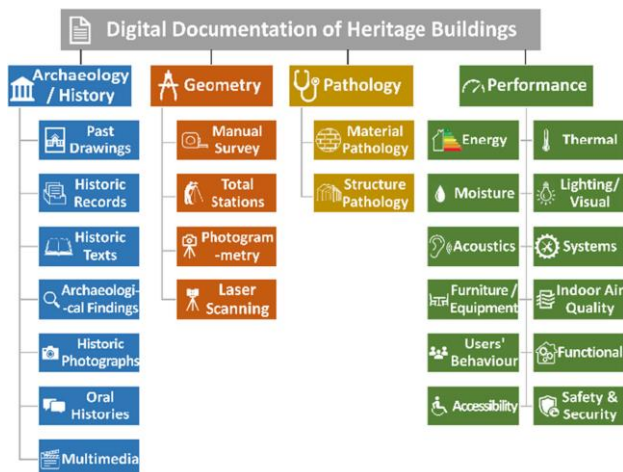 Digital Documentation of Heritage Buildings
Archaeology
/ History
Geometry
Pathology
Performance
Past
Drawings
Historic
Records
Historic
Texts
Archaeologi-
-cal Findings
Historic
Photographs
Oral
Histories
Multimedia
Manual
Survey
Total
Stations
Photogram
-metry
Laser
Scanning
Material
Pathology
Structure
Pathology
Energy
Moisture
Acoustics
Furniture /
Equipment
Users'
Behaviour
Accessibility
Thermal
Lighting/
Visual
Systems
Indoor Air
Quality
Functional
Safety &
Security